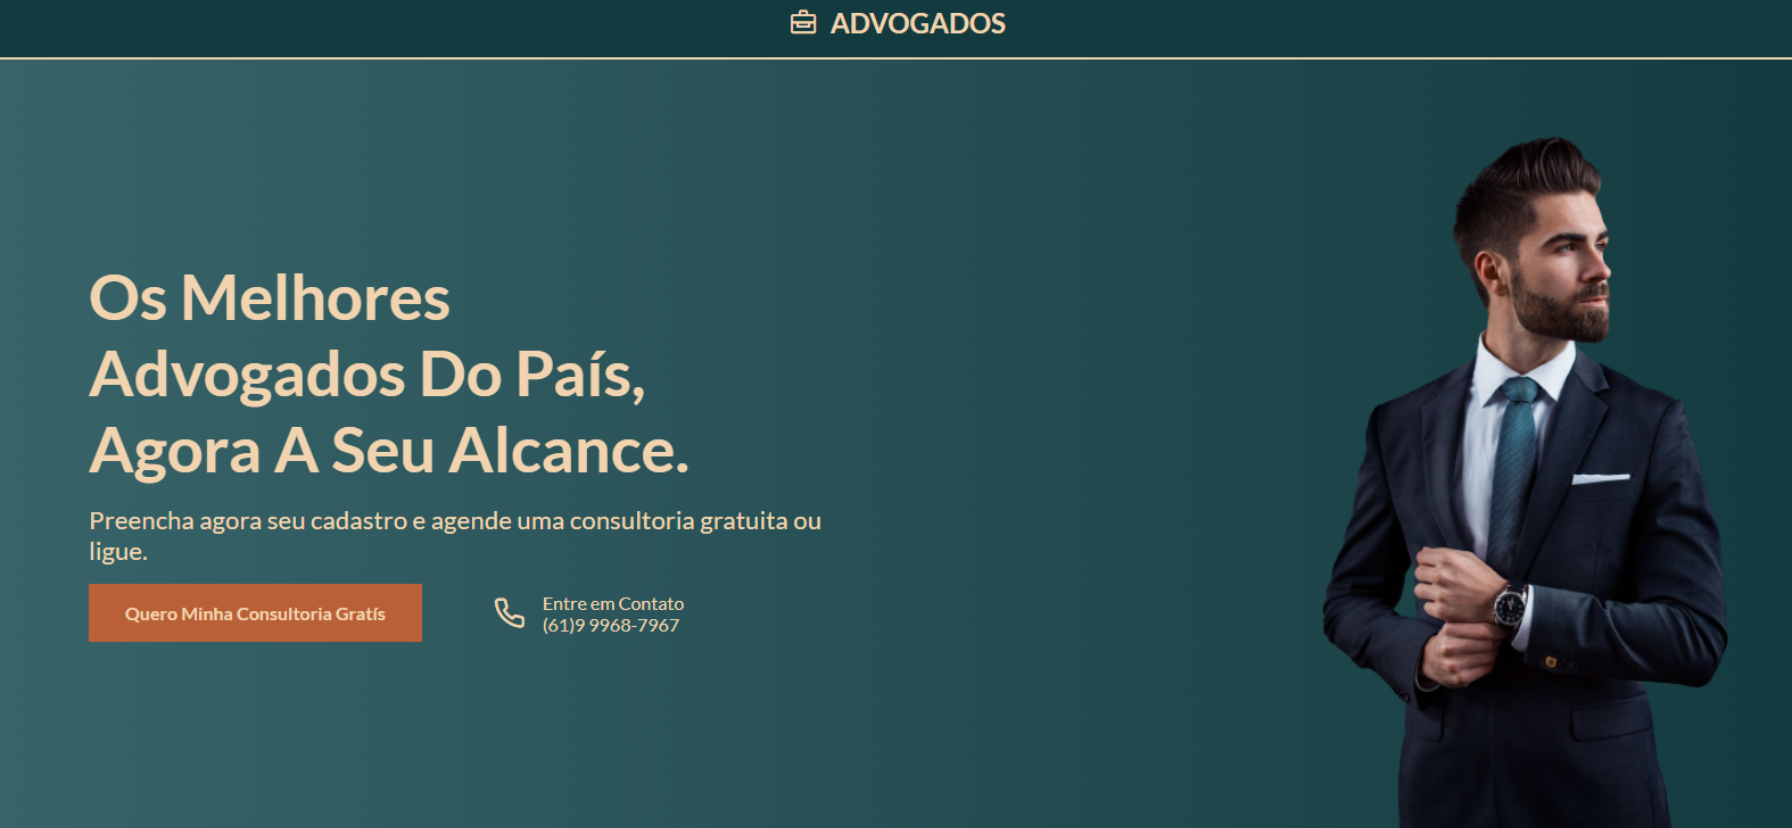 ADVOGADOS
Os Melhores
Advogados Do País,
Agora A Seu Alcance.
Preencha agora seu cadastro e agende uma consultoria gratuita ou
ligue.
Quero Minha Consultoria Gratís
Entre em Contato
(61)9 9968-7967